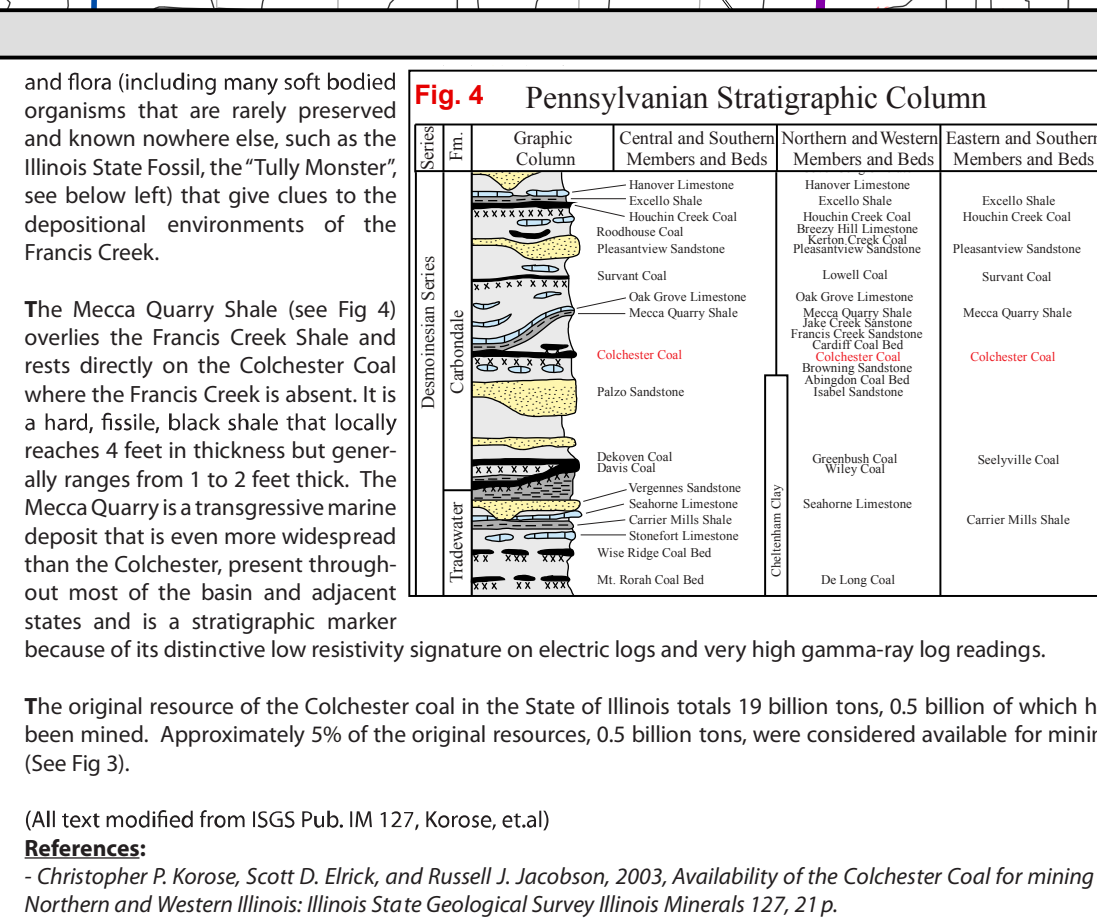 and flora (including many soft bodied
organisms that are rarely preserved
and known nowhere else, such as the
Illinois State Fossil, the “Tully Monster”,
see below left) that give clues to the
depositional environments of the
Francis Creek.
The Mecca Quarry Shale (see Fig 4)
overlies the Francis Creek Shale and
rests directly on the Colchester Coal
where the Francis Creek is absent. It is
a hard, fissile, black shale that locally
reaches 4 feet in thickness but gener-
ally ranges from 1 to 2 feet thick. The
Mecca Quarry is a transgressive marine
deposit that is even more widespread
than the Colchester, present through-
out most of the basin and adjacent
states and is a stratigraphic marker
because of its distinctive low resistivity signature on electric logs and very high gamma-ray log readings.
Fig. 4
Pennsylvanian Stratigraphic Column
Series
Fm.
Graphic
Column
Central and Southern
Members and Beds
Northern and Western
Members and Beds
Eastern and Southern
Members and Beds
Desmoinesian Series
Carbondale
Tradewater
Hanover Limestone
Excello Shale
Houchin Creek Coal
Roodhouse Coal
Pleasantview Sandstone
Survant Coal
Oak Grove Limestone
Mecca Quarry Shale
Colchester Coal
Palzo Sandstone
Dekoven Coal
Davis Coal
Vergennes Sandstone
Seahorne Limestone
Carrier Mills Shale
Stonefort Limestone
Wise Ridge Coal Bed
Mt. Rorah Coal Bed
Cheltenham Clay
Hanover Limestone
Excello Shale
Houchin Creek Coal
Breezy Hill Limestone
Kerton Creek Coal
Pleasantview Sandstone
Lowell Coal
Oak Grove Limestone
Mecca Quarry Shale
Jake Creek Sanstone
Francis Creek Sandstone
Cardiff Coal Bed
Colchester Coal
Browning Sandstone
Abingdon Coal Bed
Isabel Sandstone
Greenbush Coal
Wiley Coal
Seahorne Limestone
De Long Coal
Excello Shale
Houchin Creek Coal
Pleasantview Sandstone
Survant Coal
Mecca Quarry Shale
Colchester Coal
Seelyville Coal
Carrier Mills Shale
The original resource of the Colchester coal in the State of Illinois totals 19 billion tons, 0.5 billion of which h
been mined. Approximately 5% of the original resources, 0.5 billion tons, were considered available for minin
(See Fig 3).
(All text modified from ISGS Pub. IM 127, Korose, et.al)
References:
- Christopher P. Korose, Scott D. Elrick, and Russell J. Jacobson, 2003, Availability of the Colchester Coal for mining
Northern and Western Illinois: Illinois State Geological Survey Illinois Minerals 127, 21 p.